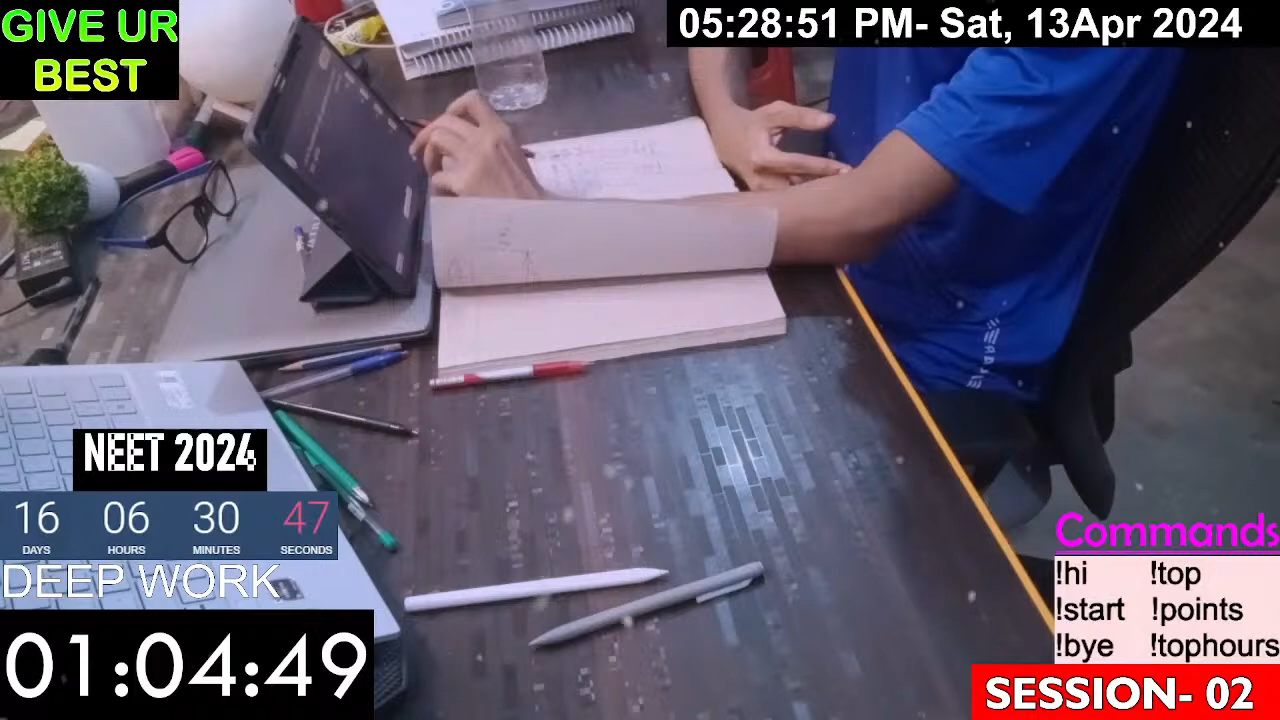 GIVE UR
BEST
05:28:51 PM- Sat, 13Apr 2024
NEET 2024
16 06 30 47
DAYS HOURS MINUTES SECONDS
DEEP WORK
01:04:49
Commands
!hi !top
!start !points
!bye !tophours
SESSION- 02